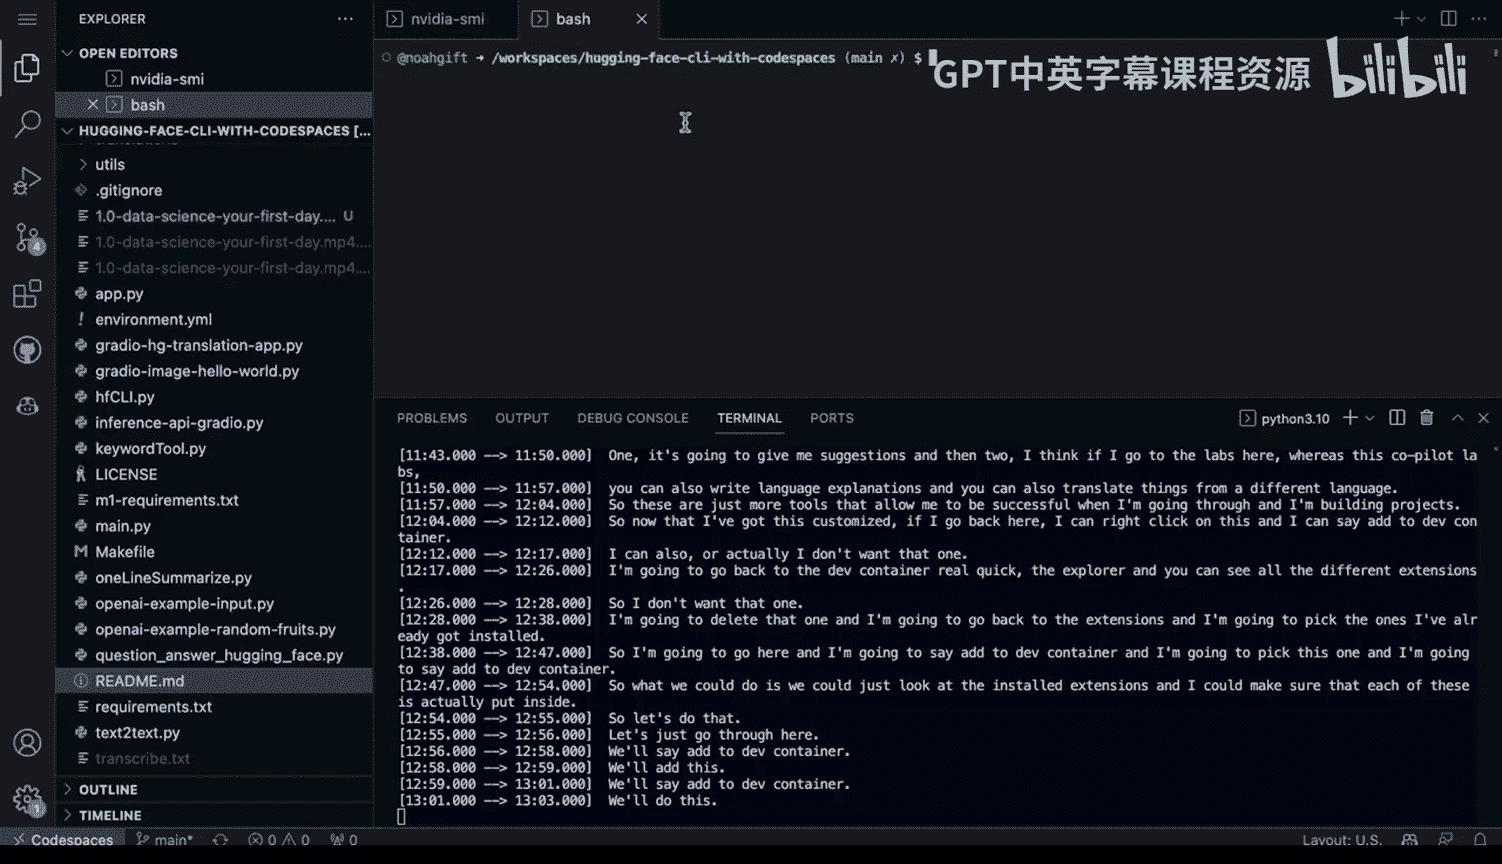 EXPLORER
nvidia-smi
bash
OPEN EDITORS
nvidia-smi
bash
HUGGING-FACE-CLI-WITH-CODESPACES [...
utils
.gitignore
1.0-data-science-your-first-day.... U
1.0-data-science-your-first-day.mp4....
1.0-data-science-your-first-day.mp4....
app.py
environment.yml
gradio-hg-translation-app.py
gradio-image-hello-world.py
hfCLI.py
inference-api-gradio.py
keywordTool.py
LICENSE
m1-requirements.txt
main.py
Makefile
oneLineSummarize.py
openai-example-input.py
openai-example-random-fruits.py
question_answer_hugging_face.py
README.md
requirements.txt
text2text.py
transcribe.txt
OUTLINE
TIMELINE
@noahgift → /workspaces/hugging-face-cli-with-codespaces (main ✗) $
GPT中英字幕课程资源 bilibili
PROBLEMS OUTPUT DEBUG CONSOLE TERMINAL PORTS
python3.10
[11:43.000 --> 11:50.000] One, it's going to give me suggestions and then two, I think if I go to the labs here, whereas this co-pilot la
bs,
[11:50.000 --> 11:57.000] you can also write language explanations and you can also translate things from a different language.
[11:57.000 --> 12:04.000] So these are just more tools that allow me to be successful when I'm going through and I'm building projects.
[12:04.000 --> 12:12.000] So now that I've got this customized, if I go back here, I can right click on this and I can say add to dev con
tainer.
[12:12.000 --> 12:17.000] I can also, or actually I don't want that one.
[12:17.000 --> 12:26.000] I'm going to go back to the dev container real quick, the explorer and you can see all the different extensions
.
[12:26.000 --> 12:28.000] So I don't want that one.
[12:28.000 --> 12:38.000] I'm going to delete that one and I'm going to go back to the extensions and I'm going to pick the ones I've alr
eady got installed.
[12:38.000 --> 12:47.000] So I'm going to go here and I'm going to say add to dev container and I'm going to pick this one and I'm going
to say add to dev container.
[12:47.000 --> 12:54.000] So what we could do is we could just look at the installed extensions and I could make sure that each of these
is actually put inside.
[12:54.000 --> 12:55.000] So let's do that.
[12:55.000 --> 12:56.000] Let's just go through here.
[12:56.000 --> 12:58.000] We'll say add to dev container.
[12:58.000 --> 12:59.000] We'll add this.
[12:59.000 --> 13:01.000] We'll say add to dev container.
[13:01.000 --> 13:03.000] We'll do this.
4
1
Codespaces main* 0 0 0
Layout: U.S.